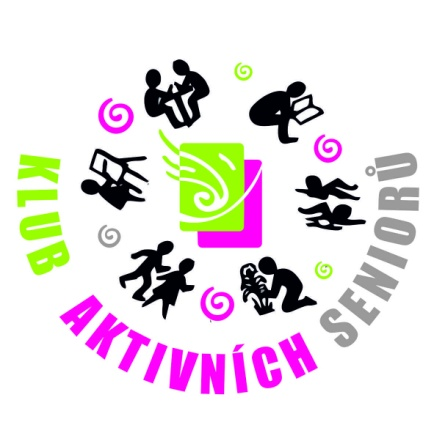 KLUB AKTIVNÍCH SENIORŮ